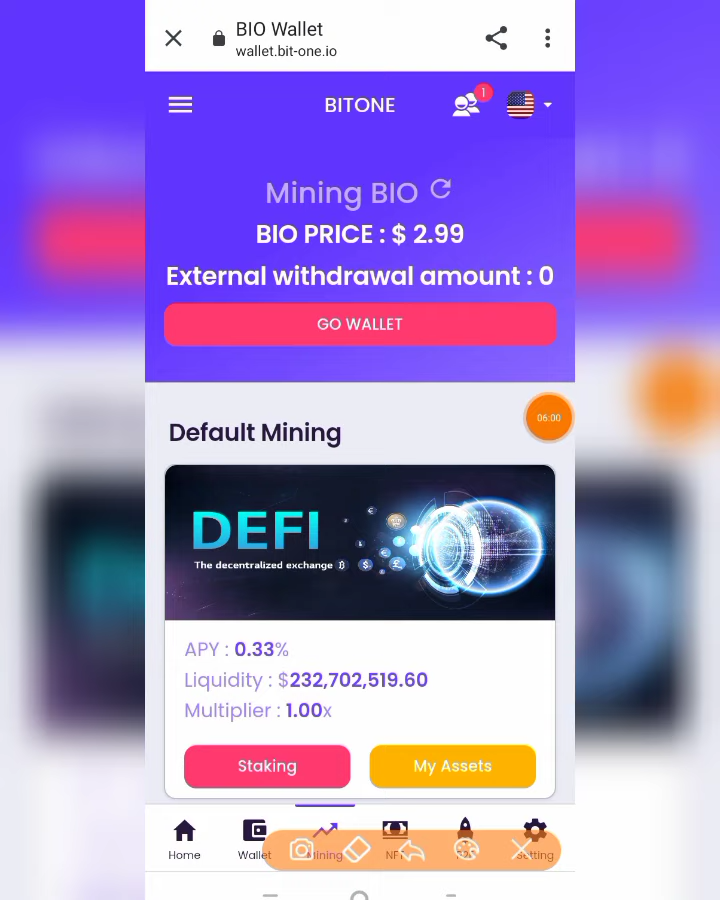 BIO Wallet
wallet.bit-one.io
BITONE
1
Mining BIO
BIO PRICE : $ 2.99
External withdrawal amount : 0
GO WALLET
06:00
Default Mining
DEFI
The decentralized exchange
APY : 0.33%
Liquidity : $232,702,519.60
Multiplier : 1.00x
Staking
My Assets
Home
Wallet
Mining
NFT
Setting